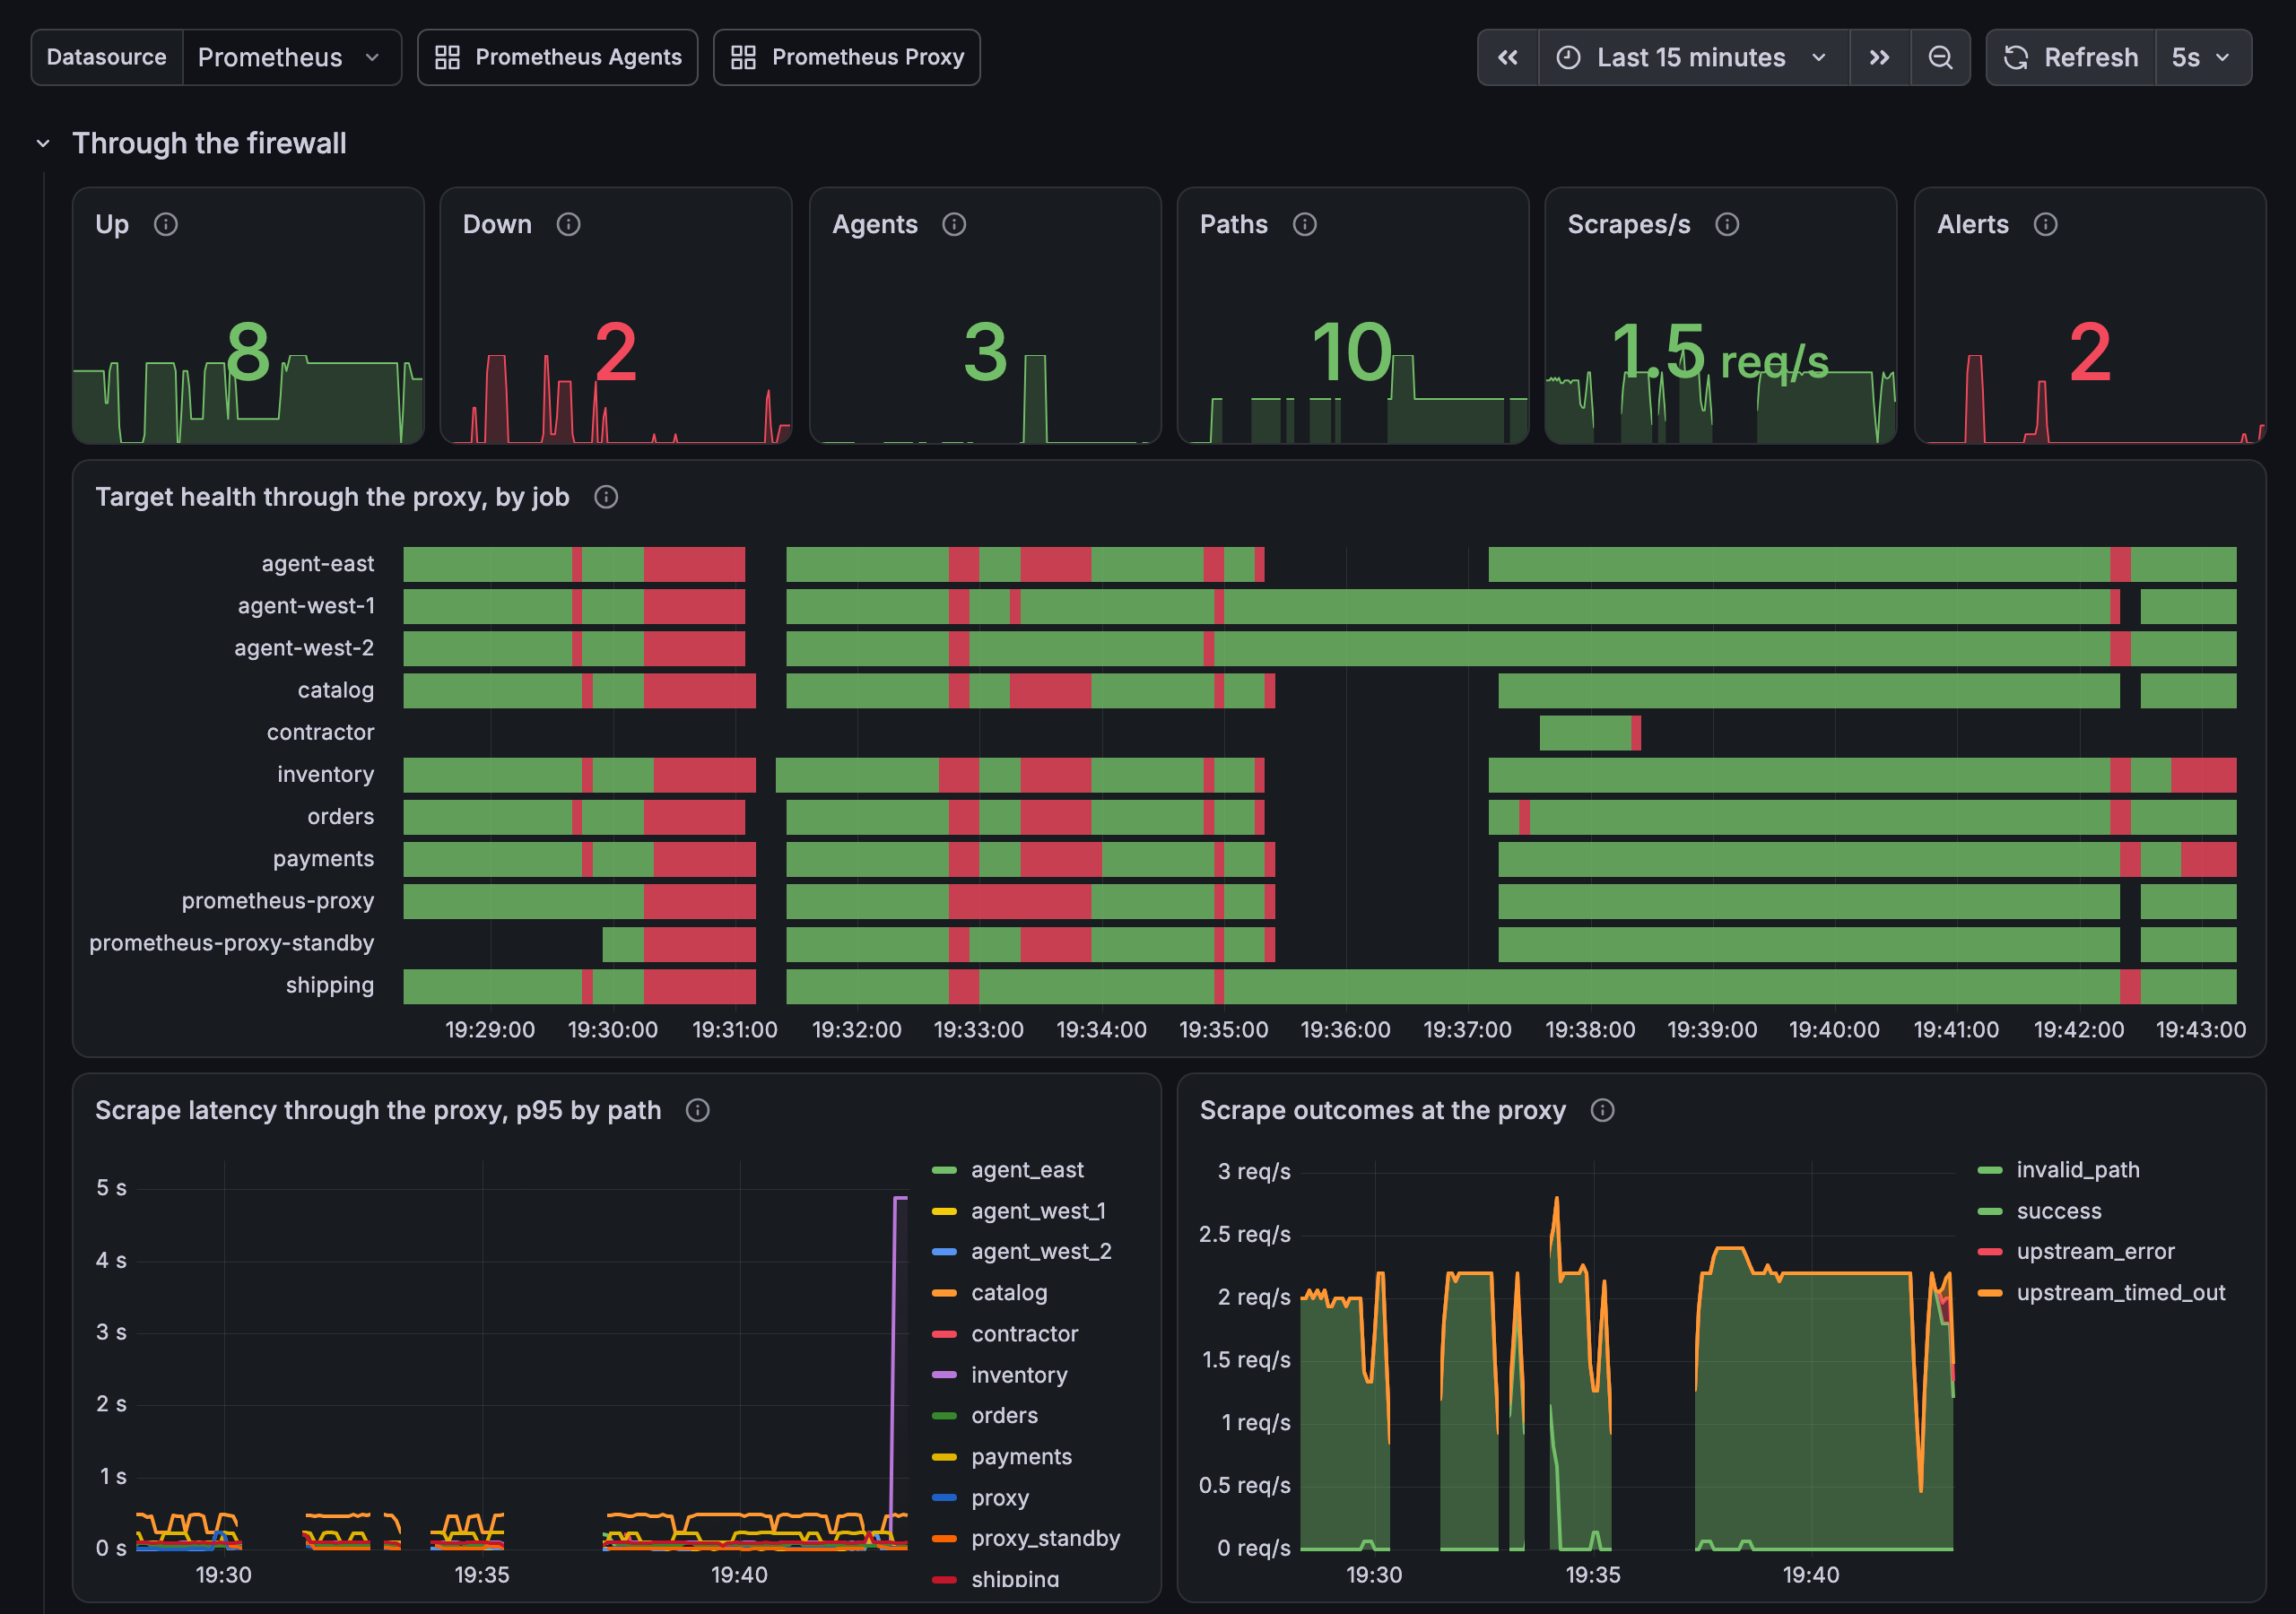 Datasource Prometheus Prometheus Agents Prometheus Proxy Last 15 minutes Refresh 5s
Through the firewall
Up Down Agents Paths Scrapes/s Alerts
8 2 3 10 1.5 req/s 2
Target health through the proxy, by job
agent-east
agent-west-1
agent-west-2
catalog
contractor
inventory
orders
payments
prometheus-proxy
prometheus-proxy-standby
shipping
19:29:00 19:30:00 19:31:00 19:32:00 19:33:00 19:34:00 19:35:00 19:36:00 19:37:00 19:38:00 19:39:00 19:40:00 19:41:00 19:42:00 19:43:00
Scrape latency through the proxy, p95 by path
5 s
4 s
3 s
2 s
1 s
0 s
19:30 19:35 19:40
agent_east
agent_west_1
agent_west_2
catalog
contractor
inventory
orders
payments
proxy
proxy_standby
shipping
Scrape outcomes at the proxy
3 req/s
2.5 req/s
2 req/s
1.5 req/s
1 req/s
0.5 req/s
0 req/s
19:30 19:35 19:40
invalid_path
success
upstream_error
upstream_timed_out